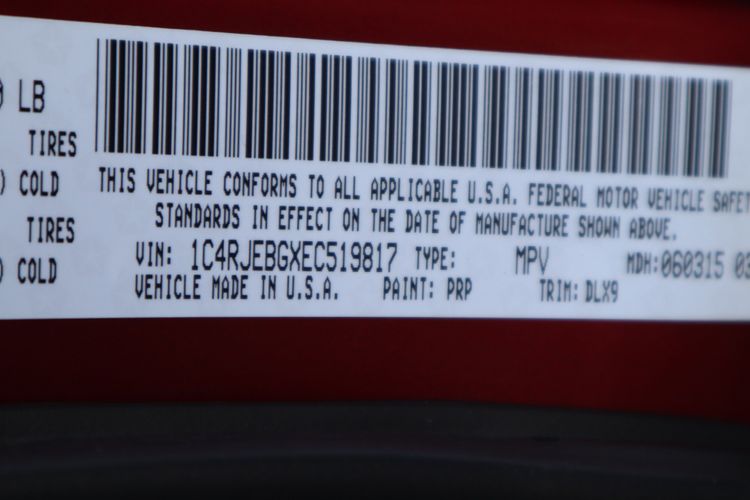 LB
TIRES
COLD
TIRES
COLD
THIS VEHICLE CONFORMS TO ALL APPLICABLE U.S.A. FEDERAL MOTOR VEHICLE SAFET
STANDARDS IN EFFECT ON THE DATE OF MANUFACTURE SHOWN ABOVE.
VIN: 1C4RJEBGXEC519817 TYPE: MPV MDH:060315 03
VEHICLE MADE IN U.S.A. PAINT: PRP TRIM: DLX9